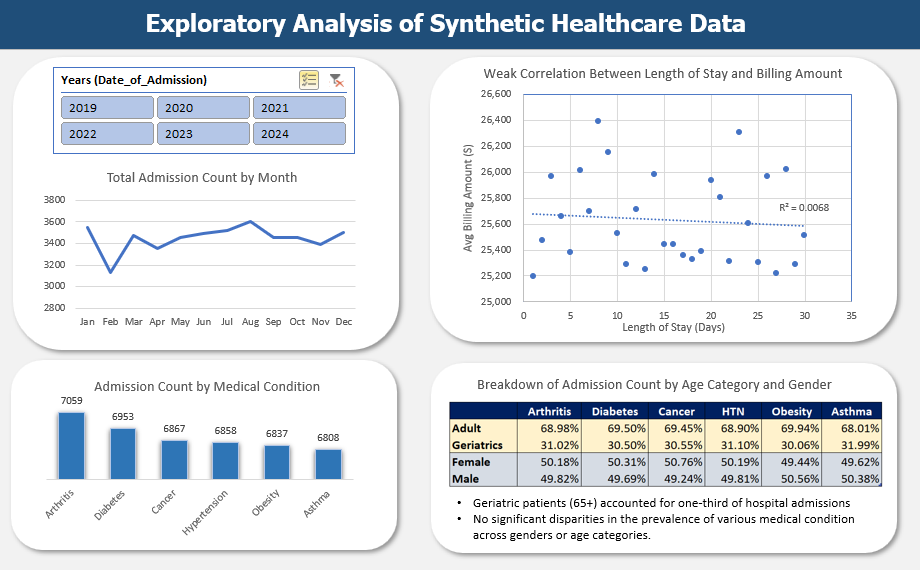 Exploratory Analysis of Synthetic Healthcare Data
Years (Date_of_Admission)
2019 2020 2021
2022 2023 2024
Total Admission Count by Month
3800
3600
3400
3200
3000
2800
Jan Feb Mar Apr May Jun Jul Aug Sep Oct Nov Dec
Weak Correlation Between Length of Stay and Billing Amount
Avg Billing Amount ($)
26,600
26,400
26,200
26,000
25,800
25,600
25,400
25,200
25,000
R² = 0.0068
0 5 10 15 20 25 30 35
Length of Stay (Days)
Admission Count by Medical Condition
7059 6953 6867 6858 6837 6808
Arthritis Diabetes Cancer Hypertension Obesity Asthma
Breakdown of Admission Count by Age Category and Gender
Arthritis Diabetes Cancer HTN Obesity Asthma
Adult 68.98% 69.50% 69.45% 68.90% 69.94% 68.01%
Geriatrics 31.02% 30.50% 30.55% 31.10% 30.06% 31.99%
Female 50.18% 50.31% 50.76% 50.19% 49.44% 49.62%
Male 49.82% 49.69% 49.24% 49.81% 50.56% 50.38%
• Geriatric patients (65+) accounted for one-third of hospital admissions
• No significant disparities in the prevalence of various medical condition
across genders or age categories.